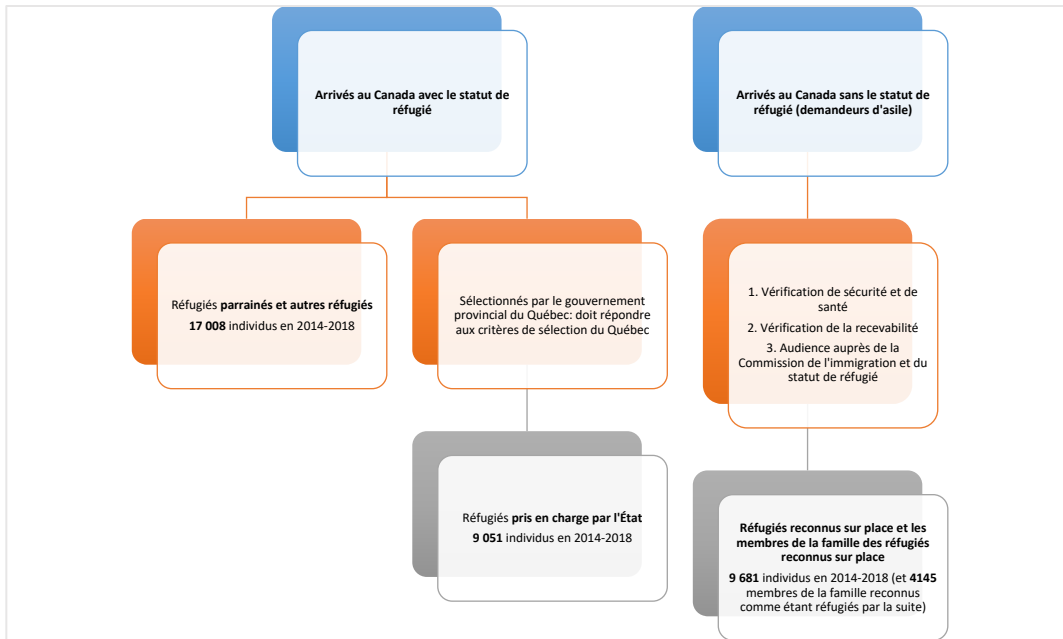 Arrivés au Canada avec le statut de
réfugié
Arrivés au Canada sans le statut de
réfugié (demandeurs d'asile)
Réfugiés parrainés et autres réfugiés
17 008 individus en 2014-2018
Sélectionnés par le gouvernement
provincial du Québec: doit répondre
aux critères de sélection du Québec
1. Vérification de sécurité et de
santé
2. Vérification de la recevabilité
3. Audience auprès de la
Commission de l'immigration et du
statut de réfugié
Réfugiés pris en charge par l'État
9 051 individus en 2014-2018
Réfugiés reconnus sur place et les
membres de la famille des réfugiés
reconnus sur place
9 681 individus en 2014-2018 (et 4145
membres de la famille reconnus
comme étant réfugiés par la suite)